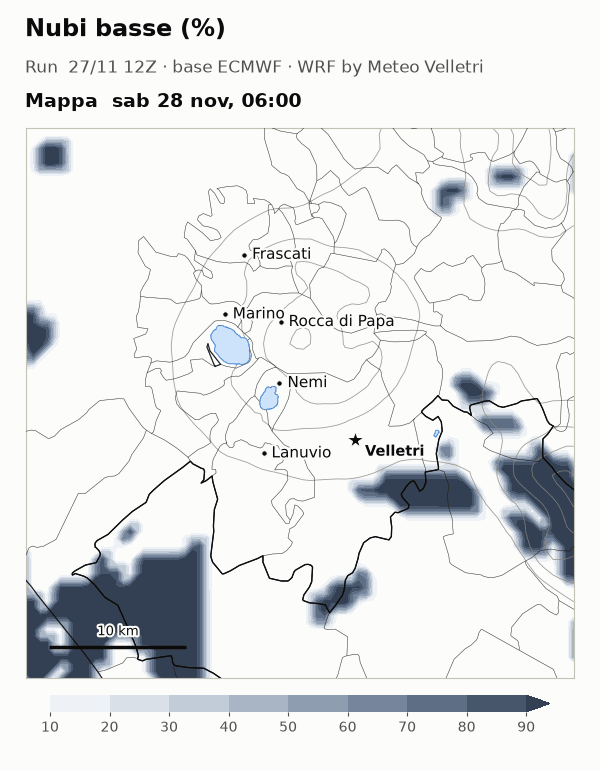 Nubi basse (%)
Run  27/11 12Z · base ECMWF · WRF by Meteo Velletri
Mappa  sab 28 nov, 06:00
Frascati
Marino
Rocca di Papa
Nemi
Velletri
Lanuvio
10 km
10 20 30 40 50 60 70 80 90